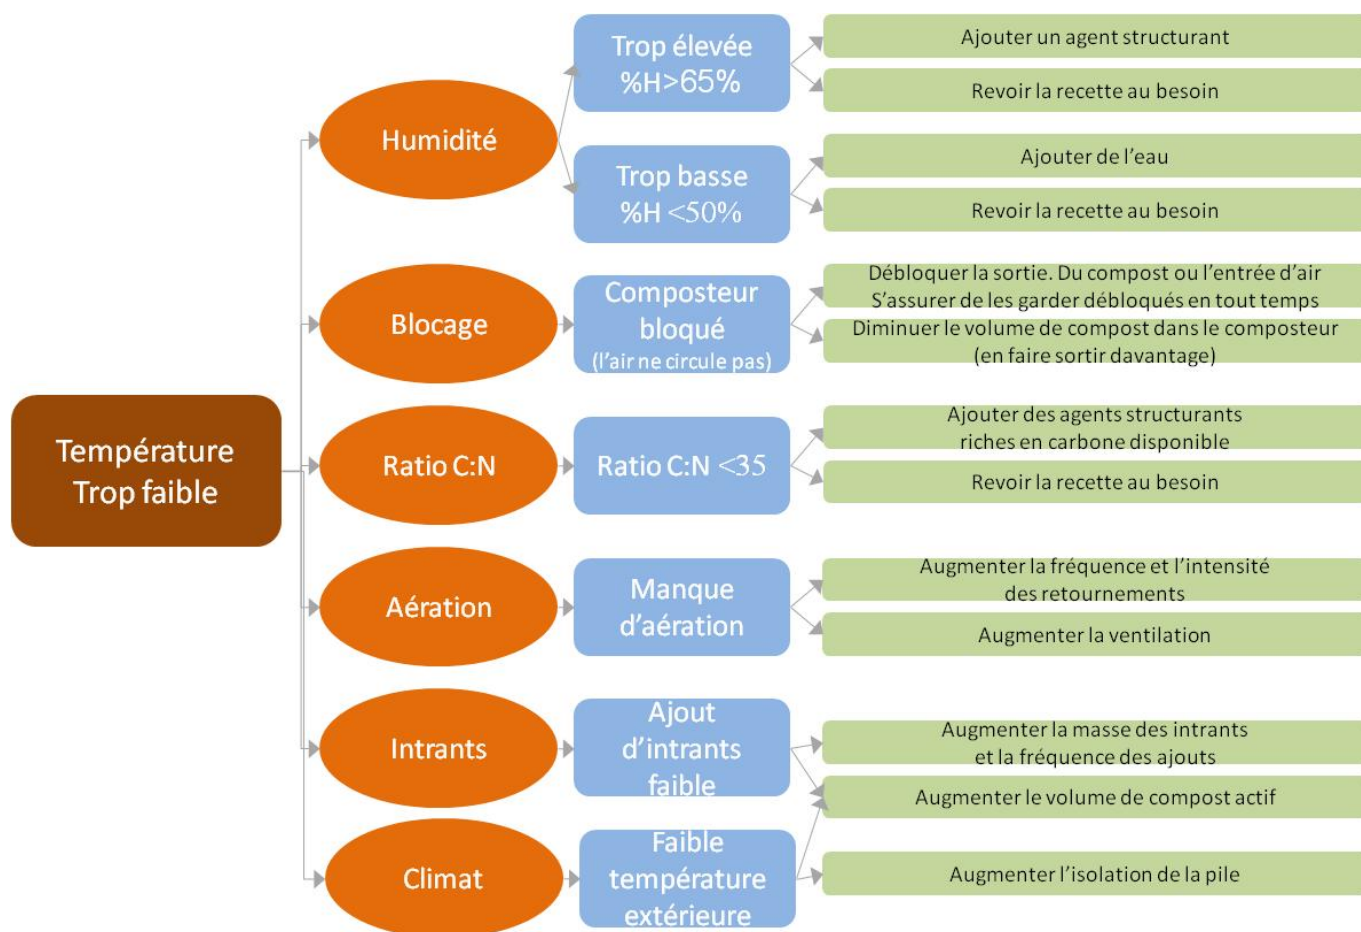 Température
Trop faible
Humidité
Trop élevée
%H>65%
Ajouter un agent structurant
Revoir la recette au besoin
Trop basse
%H <50%
Ajouter de l’eau
Revoir la recette au besoin
Blocage
Composteur
bloqué
(l’air ne circule pas)
Débloquer la sortie. Du compost ou l’entrée d’air
S’assurer de les garder débloqués en tout temps
Diminuer le volume de compost dans le composteur
(en faire sortir davantage)
Ratio C:N
Ratio C:N <35
Ajouter des agents structurants
riches en carbone disponible
Revoir la recette au besoin
Aération
Manque
d’aération
Augmenter la fréquence et l’intensité
des retournements
Augmenter la ventilation
Intrants
Ajout
d’intrants
faible
Augmenter la masse des intrants
et la fréquence des ajouts
Augmenter le volume de compost actif
Climat
Faible
température
extérieure
Augmenter l’isolation de la pile